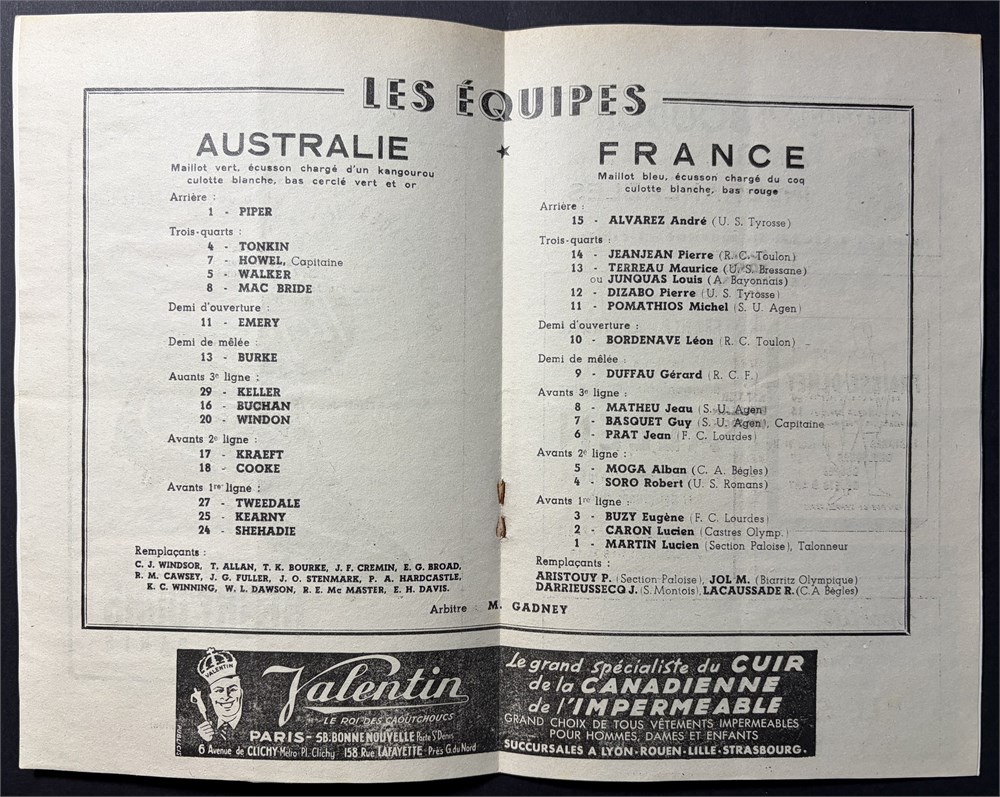 LES ÉQUIPES
AUSTRALIE
Maillot vert, écusson chargé d'un kangourou
culotte blanche, bas cerclé vert et or
Arrière :
1 - PIPER
Trois-quarts :
4 - TONKIN
7 - HOWEL, Capitaine
5 - WALKER
8 - MAC BRIDE
Demi d'ouverture :
11 - EMERY
Demi de mêlée :
13 - BURKE
Auants 3e ligne :
29 - KELLER
16 - BUCHAN
20 - WINDON
Avants 2e ligne :
17 - KRAEFT
18 - COOKE
Avants 1re ligne :
27 - TWEEDALE
25 - KEARNY
24 - SHEHADIE
Remplaçants :
C. J. WINDSOR, T. ALLAN, T. K. BOURKE, J. F. CREMIN, E. G. BROAD,
R. M. CAWSEY, J. G. FULLER, J. O. STENMARK, P. A. HARDCASTLE,
K. C. WINNING, W. L. DAWSON, R. E. Mc MASTER, E. H. DAVIS.
FRANCE
Maillot bleu, écusson chargé du coq
culotte blanche, bas rouge
Arrière :
15 - ALVAREZ André (U. S. Tyrosse)
Trois-quarts :
14 - JEANJEAN Pierre (R. C. Toulon)
13 - TERREAU Maurice (U. S. Bressane)
ou JUNQUAS Louis (A. Bayonnais)
12 - DIZABO Pierre (U. S. Tyrosse)
11 - POMATHIOS Michel (S. U. Agen)
Demi d'ouverture :
10 - BORDENAVE Léon (R. C. Toulon)
Demi de mêlée :
9 - DUFFAU Gérard (R. C. F.)
Avants 3e ligne :
8 - MATHEU Jeau (S. U. Agen)
7 - BASQUET Guy (S. U. Agen), Capitaine
6 - PRAT Jean (F. C. Lourdes)
Avants 2e ligne :
5 - MOGA Alban (C. A. Bègles)
4 - SORO Robert (U. S. Romans)
Avants 1re ligne :
3 - BUZY Eugène (F. C. Lourdes)
2 - CARON Lucien (Castres Olymp.)
1 - MARTIN Lucien (Section Paloise), Talonneur
Remplaçants :
ARISTOUY P. (Section Paloise), JOL M. (Biarritz Olympique)
DARRIEUSSECQ J. (S. Montois), LACAUSSADE R. (C. A Bègles)
Arbitre M. GADNEY
VALENTIN
PUBLICIS
Valentin
LE ROI DES CAOUTCHOUCS
PARIS - 5B. BONNE NOUVELLE Porte St Denis
6 Avenue de CLICHY Métro Pl. Clichy 158 Rue LAFAYETTE Près G. du Nord
Le grand spécialiste du CUIR
de la CANADIENNE
de l'IMPERMÉABLE
GRAND CHOIX DE TOUS VÊTEMENTS IMPERMEABLES
POUR HOMMES, DAMES ET ENFANTS
SUCCURSALES A LYON - ROUEN - LILLE - STRASBOURG.